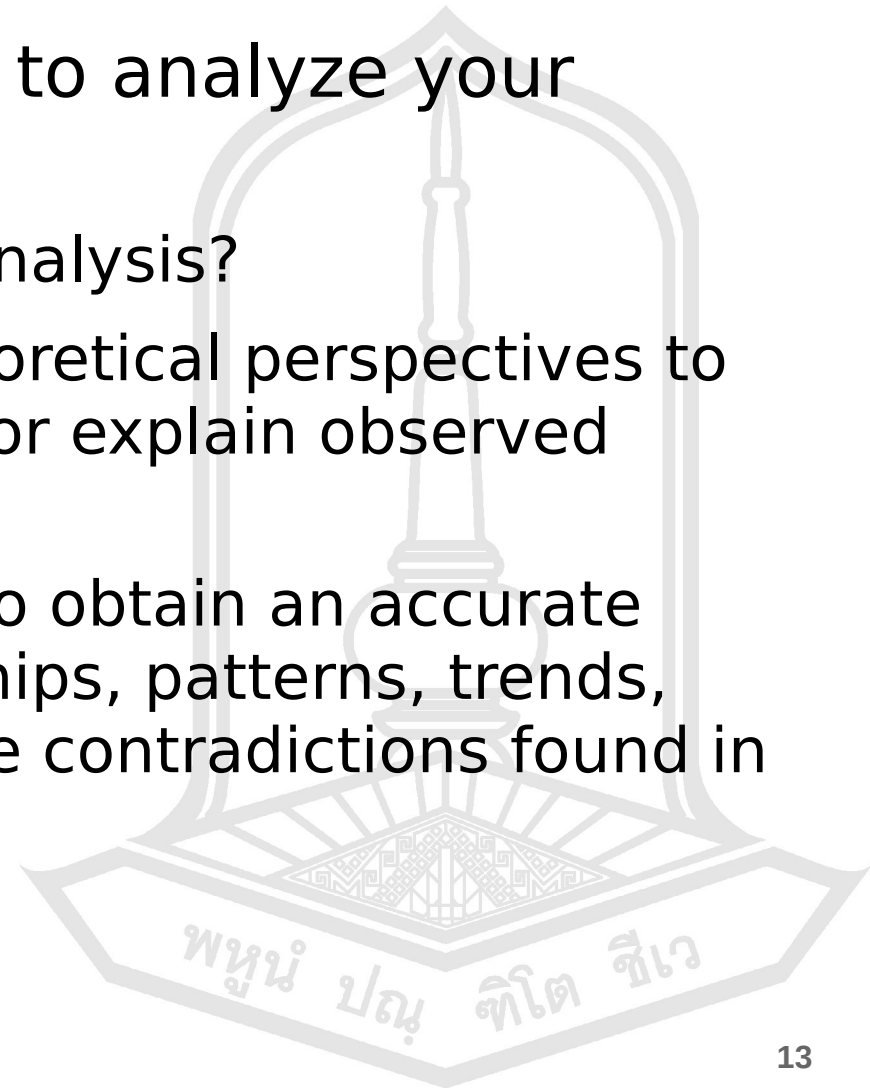 to analyze your
nalysis?
oretical perspectives to
or explain observed
o obtain an accurate
hips, patterns, trends,
e contradictions found in
พหูนํ ปณฺฑิโต ชีเว
13